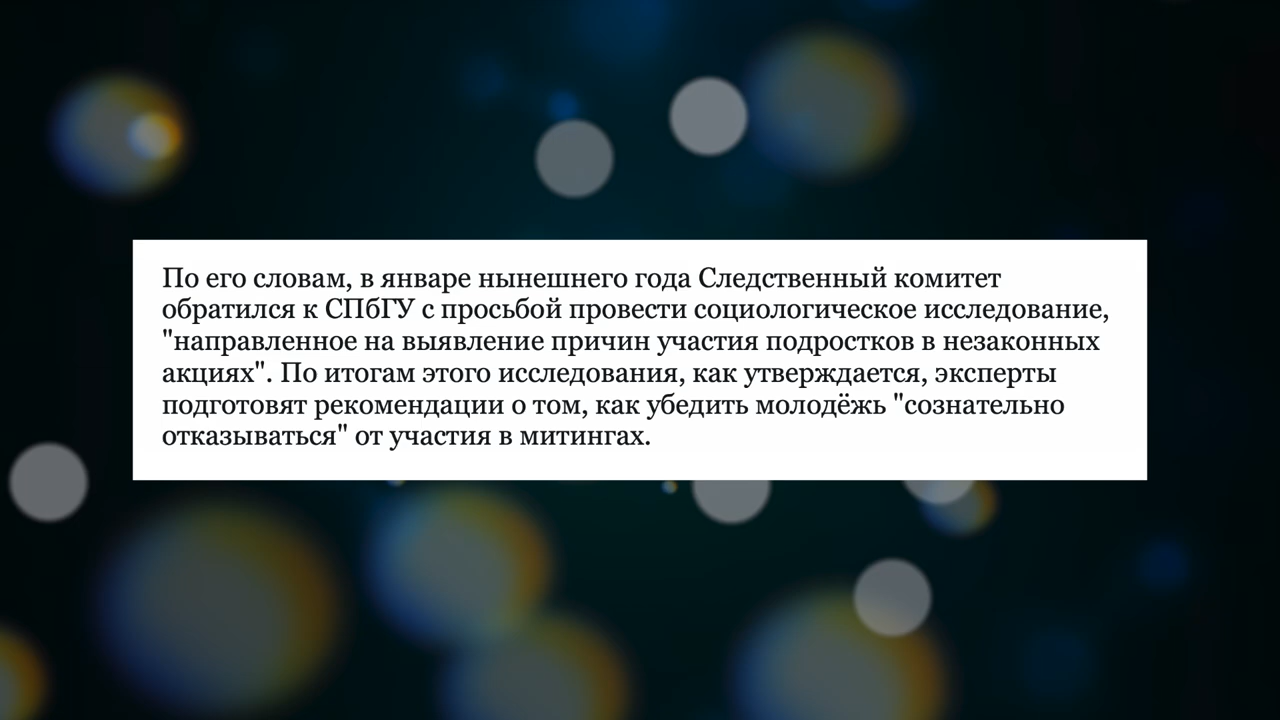 По его словам, в январе нынешнего года Следственный комитет
обратился к СПбГУ с просьбой провести социологическое исследование,
"направленное на выявление причин участия подростков в незаконных
акциях". По итогам этого исследования, как утверждается, эксперты
подготовят рекомендации о том, как убедить молодёжь "сознательно
отказываться" от участия в митингах.